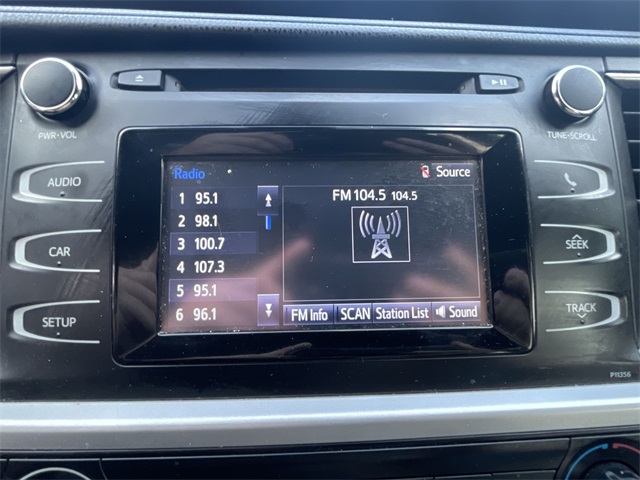 PWR•VOL
TUNE•SCROLL
AUDIO
CAR
SETUP
Radio
Source
1 95.1
2 98.1
3 100.7
4 107.3
5 95.1
6 96.1
FM 104.5 104.5
FM Info
SCAN
Station List
Sound
SEEK
TRACK
P11358